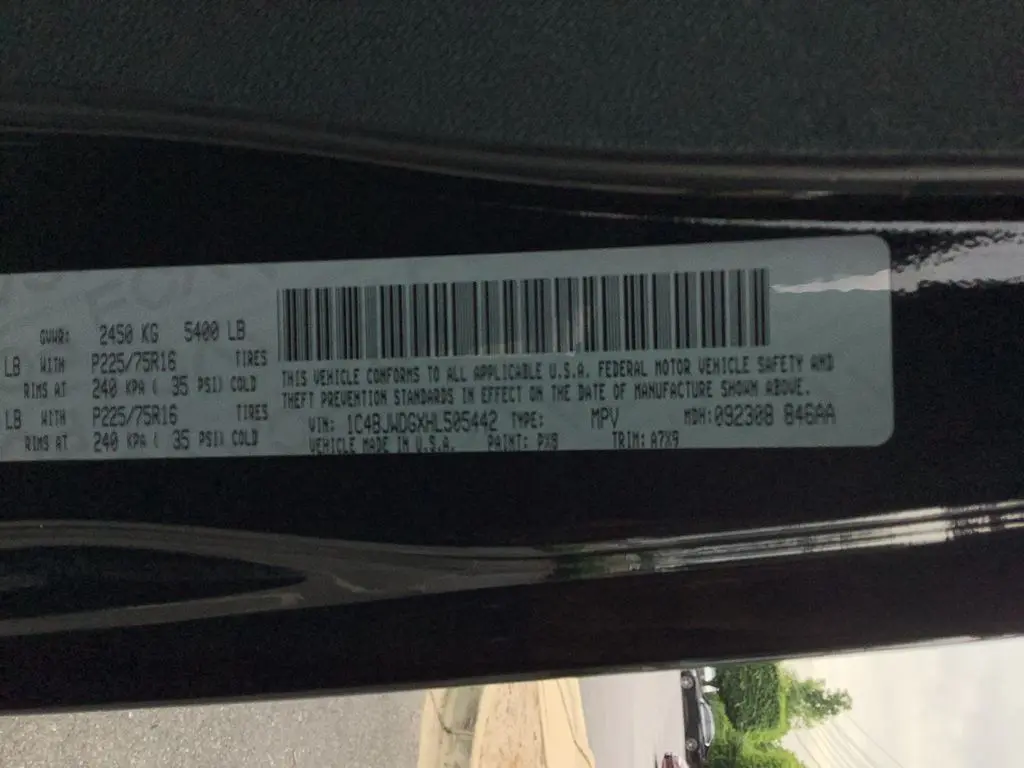 GVWR: 2450 KG 5400 LB
LB WITH P225/75R16 TIRES
RIMS AT 240 KPA ( 35 PSI) COLD
LB WITH P225/75R16 TIRES
RIMS AT 240 KPA ( 35 PSI) COLD
THIS VEHICLE CONFORMS TO ALL APPLICABLE U.S.A. FEDERAL MOTOR VEHICLE SAFETY AND
THEFT PREVENTION STANDARDS IN EFFECT ON THE DATE OF MANUFACTURE SHOWN ABOVE.
VIN: 1C4BJWDGXHL505442 TYPE: MPV MDH: 092308 846AA
VEHICLE MADE IN U.S.A. PAINT: PX8 TRIM: A7X9